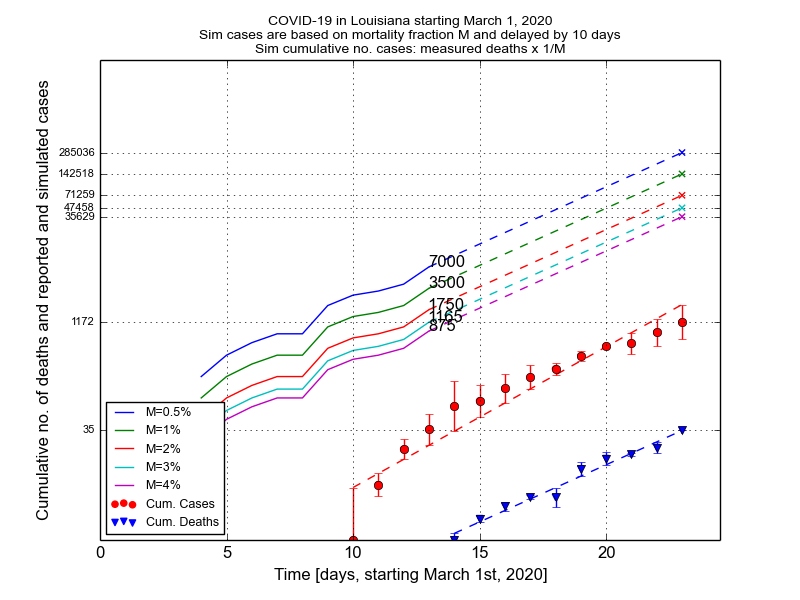 COVID-19 in Louisiana starting March 1, 2020
Sim cases are based on mortality fraction M and delayed by 10 days
Sim cumulative no. cases: measured deaths x 1/M
Cumulative no. of deaths and reported and simulated cases
285036
142518
71259
47458
35629
1172
35
7000
3500
1750
1165
875
M=0.5%
M=1%
M=2%
M=3%
M=4%
Cum. Cases
Cum. Deaths
0 5 10 15 20
Time [days, starting March 1st, 2020]